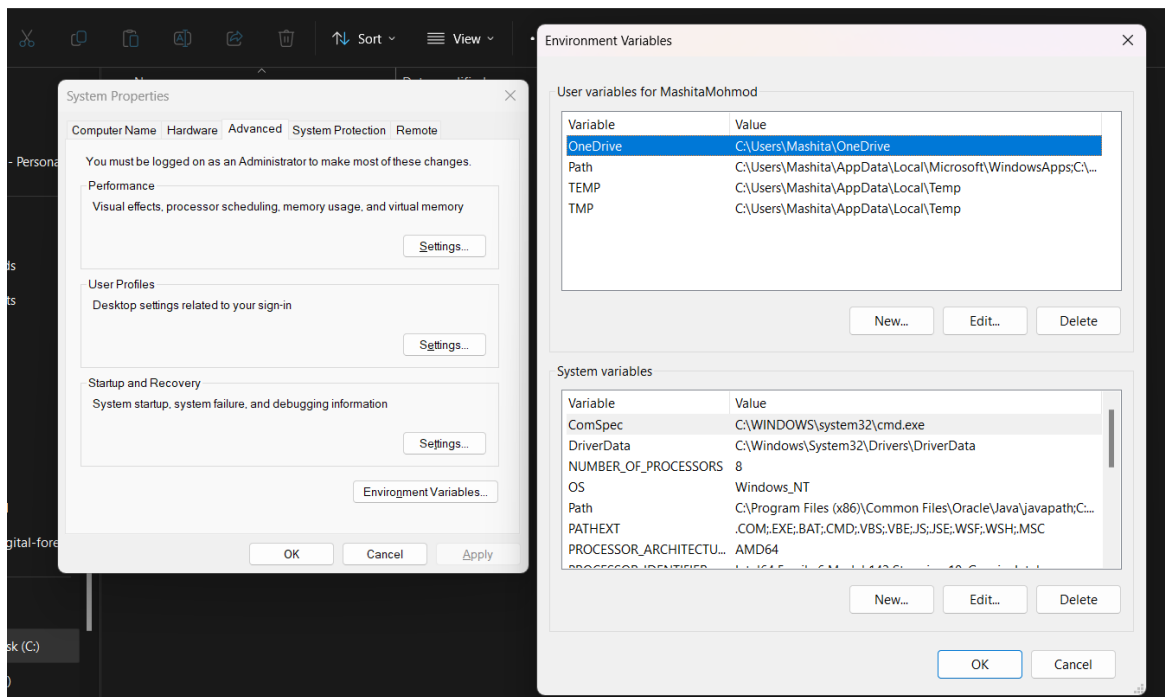 Sort
View
- Persona
ds
ts
gital-fore
sk (C:)
System Properties
Computer Name Hardware Advanced System Protection Remote
You must be logged on as an Administrator to make most of these changes.
Performance
Visual effects, processor scheduling, memory usage, and virtual memory
Settings...
User Profiles
Desktop settings related to your sign-in
Settings...
Startup and Recovery
System startup, system failure, and debugging information
Settings...
Environment Variables...
OK Cancel Apply
Environment Variables
User variables for MashitaMohmod
Variable Value
OneDrive C:\Users\Mashita\OneDrive
Path C:\Users\Mashita\AppData\Local\Microsoft\WindowsApps;C:\...
TEMP C:\Users\Mashita\AppData\Local\Temp
TMP C:\Users\Mashita\AppData\Local\Temp
New... Edit... Delete
System variables
Variable Value
ComSpec C:\WINDOWS\system32\cmd.exe
DriverData C:\Windows\System32\Drivers\DriverData
NUMBER_OF_PROCESSORS 8
OS Windows_NT
Path C:\Program Files (x86)\Common Files\Oracle\Java\javapath;C:...
PATHEXT .COM;.EXE;.BAT;.CMD;.VBS;.VBE;.JS;.JSE;.WSF;.WSH;.MSC
PROCESSOR_ARCHITECTU... AMD64
New... Edit... Delete
OK Cancel